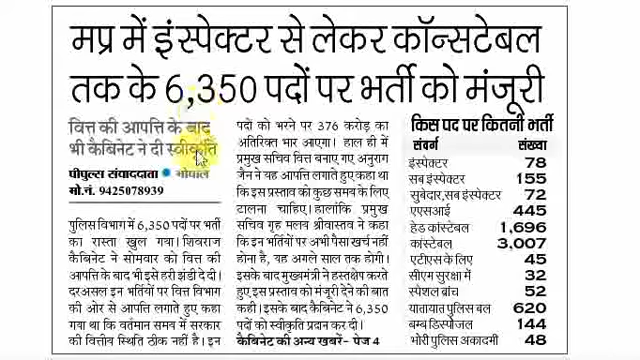 मप्र में इंस्पेक्टर से लेकर कॉन्सटेबल
तक के 6,350 पदों पर भर्ती को मंजूरी
वित्त की आपत्ति के बाद
भी कैबिनेट ने दी स्वीकृति
पीपुल्स संवाददाता ● भोपाल
मो.नं. 9425078939
पुलिस विभाग में 6,350 पदों पर भर्ती
का रास्ता खुल गया। शिवराज
कैबिनेट ने सोमवार को वित्त की
आपत्ति के बाद भी इसे हरी झंडी दे दी।
दरअसल इन भर्तियों पर वित्त विभाग
की ओर से आपत्ति लगाते हुए कहा
गया था कि वर्तमान समय में सरकार
की वित्तीय स्थिति ठीक नहीं है। इन
पदों को भरने पर 376 करोड़ का
अतिरिक्त भार आएगा। हाल ही में
प्रमुख सचिव वित्त बनाए गए अनुराग
जैन ने यह आपत्ति लगाते हुए कहा था
कि इस प्रस्ताव को कुछ समय के लिए
टालना चाहिए। हालांकि प्रमुख
सचिव गृह मलय श्रीवास्तव ने कहा
कि इन भर्तियों पर अभी पैसा खर्च नहीं
होना है, यह अगले साल तक होगी।
इसके बाद मुख्यमंत्री ने हस्तक्षेप करते
हुए इस प्रस्ताव को मंजूरी देने की बात
कही। इसके बाद कैबिनेट ने 6,350
पदों को स्वीकृति प्रदान कर दी।
कैबिनेट की अन्य खबरें- पेज 4
किस पद पर कितनी भर्ती
संवर्ग संख्या
इंस्पेक्टर 78
सब इंस्पेक्टर 155
सुबेदार, सब इंस्पेक्टर 72
एएसआई 445
हेड कांस्टेबल 1,696
कांस्टेबल 3,007
एटीएस के लिए 45
सीएम सुरक्षा में 32
स्पेशल ब्रांच 52
यातायात पुलिस बल 620
बम्ब डिस्पोजल 144
भोरी पुलिस अकादमी 48